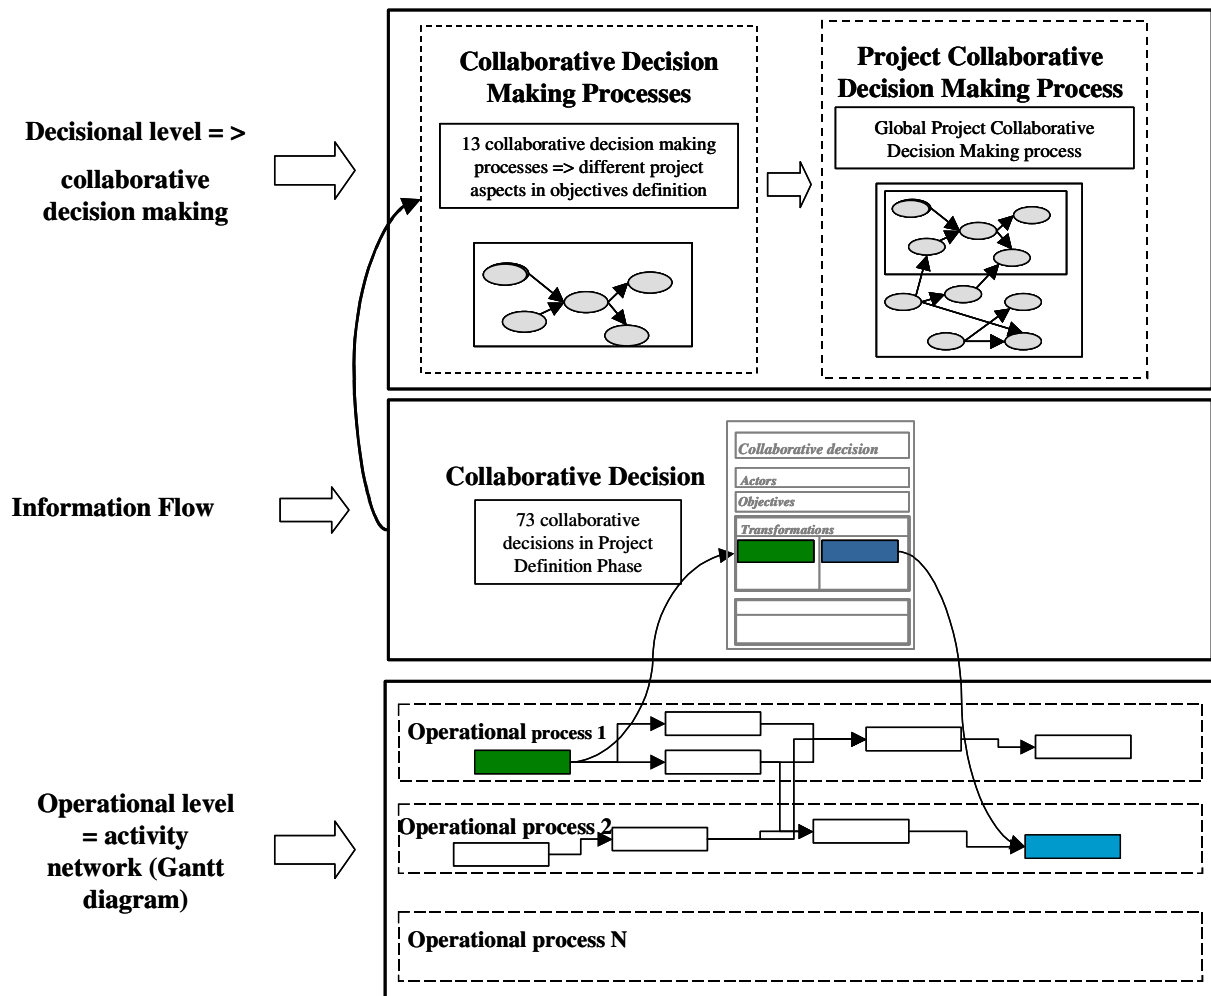 Decisional level = >
collaborative
decision making
Collaborative Decision
Making Processes
13 collaborative decision making
processes => different project
aspects in objectives definition
Project Collaborative
Decision Making Process
Global Project Collaborative
Decision Making process
Information Flow
Collaborative Decision
73 collaborative
decisions in Project
Definition Phase
Collaborative decision
Actors
Objectives
Transformations
Operational level
= activity
network (Gantt
diagram)
Operational process 1
Operational process 2
Operational process N